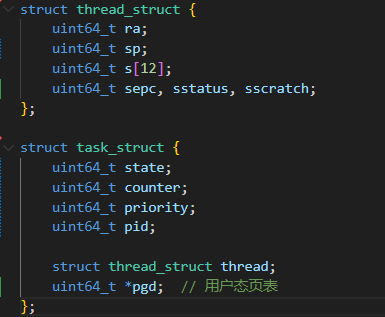 struct thread_struct {
    uint64_t ra;
    uint64_t sp;
    uint64_t s[12];
    uint64_t sepc, sstatus, sscratch;
};
struct task_struct {
    uint64_t state;
    uint64_t counter;
    uint64_t priority;
    uint64_t pid;
    struct thread_struct thread;
    uint64_t *pgd;  // 用户态页表
};